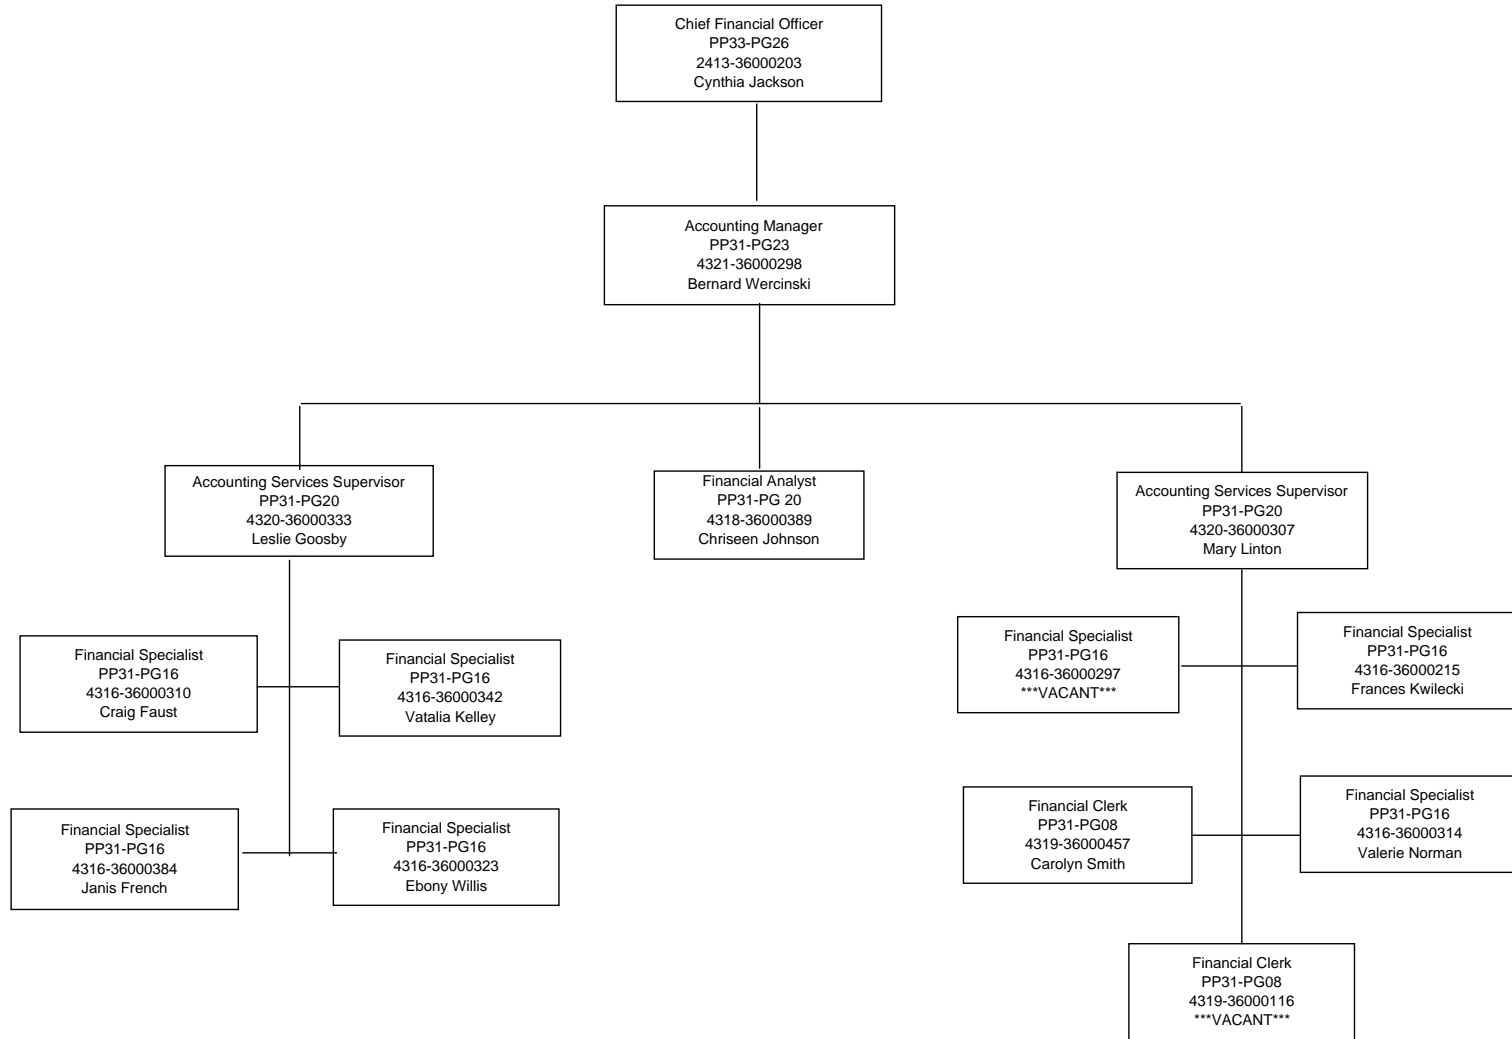 Chief Financial Officer
PP33-PG26
2413-36000203
Cynthia Jackson
Accounting Manager
PP31-PG23
4321-36000298
Bernard Wercinski
Accounting Services Supervisor
PP31-PG20
4320-36000333
Leslie Goosby
Financial Analyst
PP31-PG 20
4318-36000389
Chriseen Johnson
Accounting Services Supervisor
PP31-PG20
4320-36000307
Mary Linton
Financial Specialist
PP31-PG16
4316-36000310
Craig Faust
Financial Specialist
PP31-PG16
4316-36000342
Vatalia Kelley
Financial Specialist
PP31-PG16
4316-36000297
***VACANT***
Financial Specialist
PP31-PG16
4316-36000215
Frances Kwilecki
Financial Specialist
PP31-PG16
4316-36000384
Janis French
Financial Specialist
PP31-PG16
4316-36000323
Ebony Willis
Financial Clerk
PP31-PG08
4319-36000457
Carolyn Smith
Financial Specialist
PP31-PG16
4316-36000314
Valerie Norman
Financial Clerk
PP31-PG08
4319-36000116
***VACANT***